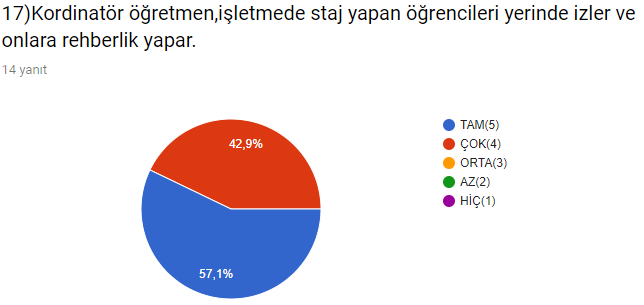 17)Kordinatör öğretmen,işletmede staj yapan öğrencileri yerinde izler ve
onlara rehberlik yapar.
14 yanıt
42,9%
57,1%
TAM(5)
ÇOK(4)
ORTA(3)
AZ(2)
HİÇ(1)